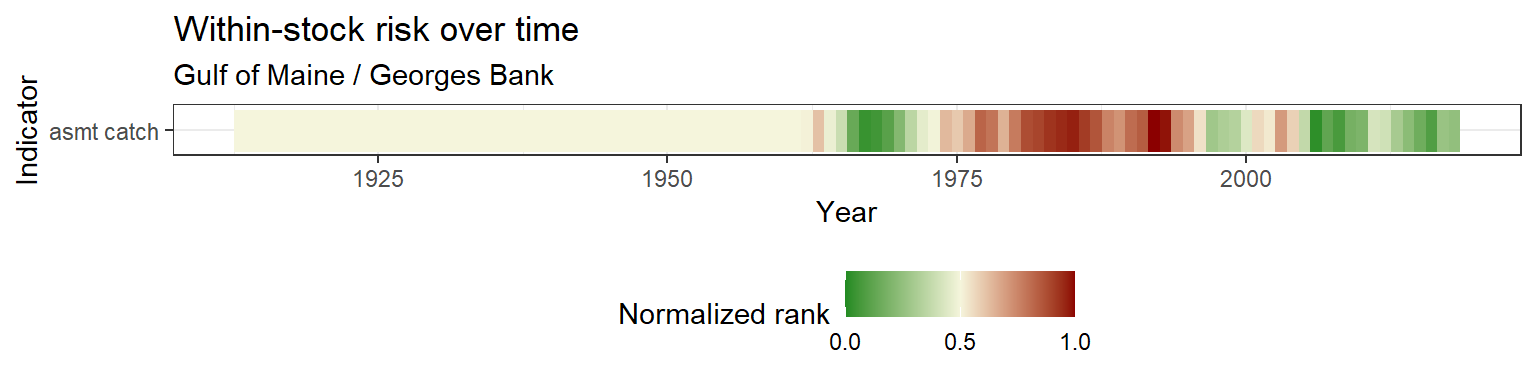 Within-stock risk over time
Gulf of Maine / Georges Bank
Indicator
asmt catch
1925 1950 1975 2000
Year
Normalized rank
0.0 0.5 1.0